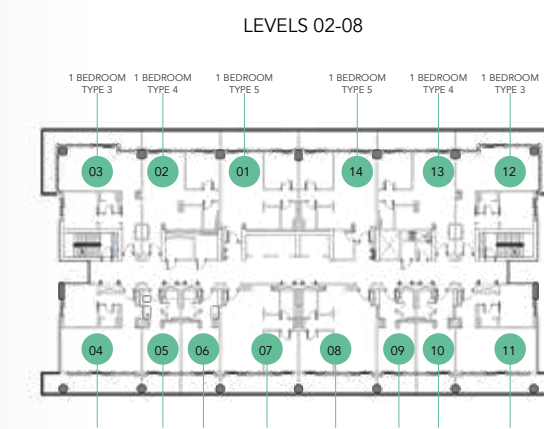 LEVELS 02-08
1 BEDROOM 1 BEDROOM 1 BEDROOM 1 BEDROOM 1 BEDROOM 1 BEDROOM
TYPE 3 TYPE 4 TYPE 5 TYPE 5 TYPE 4 TYPE 3
03 02 01 14 13 12
04 05 06 07 08 09 10 11